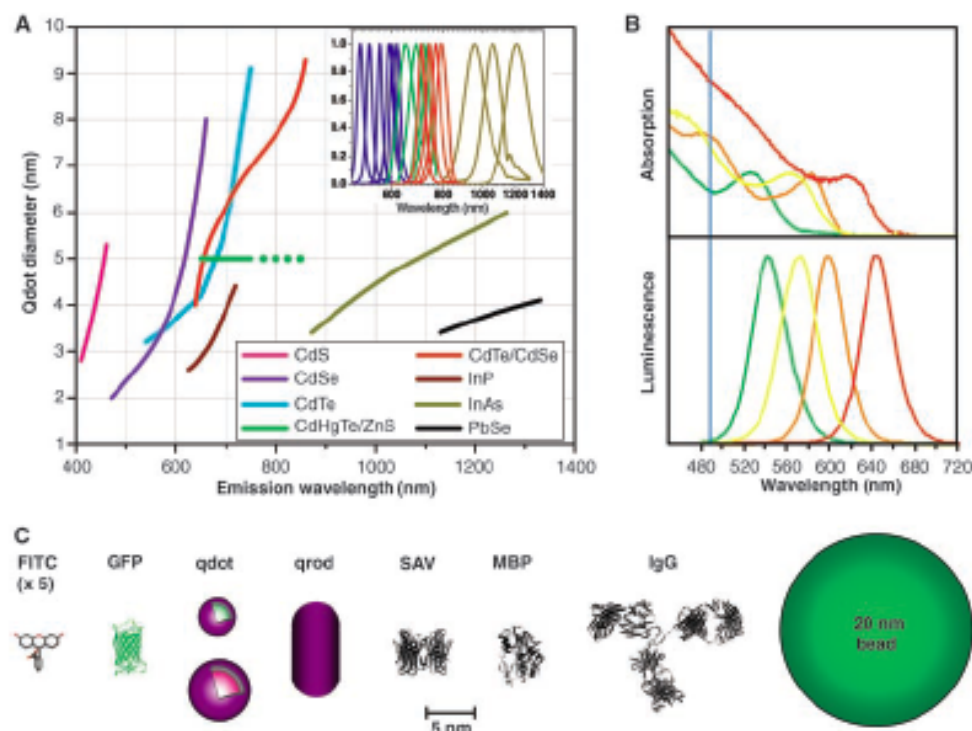 A
B
10
9
8
7
6
5
4
3
2
1
Qdot diameter (nm)
400 600 800 1000 1200 1400
Emission wavelength (nm)
1.0
0.8
0.6
0.4
0.2
0.0
600 800 1000 1200 1400
Wavelength (nm)
CdS
CdSe
CdTe
CdHgTe/ZnS
CdTe/CdSe
InP
InAs
PbSe
Absorption
Luminescence
480 520 560 600 640 680 720
Wavelength (nm)
C
FITC
(x 5)
GFP
qdot
qrod
SAV
MBP
IgG
20 nm
bead
5 nm